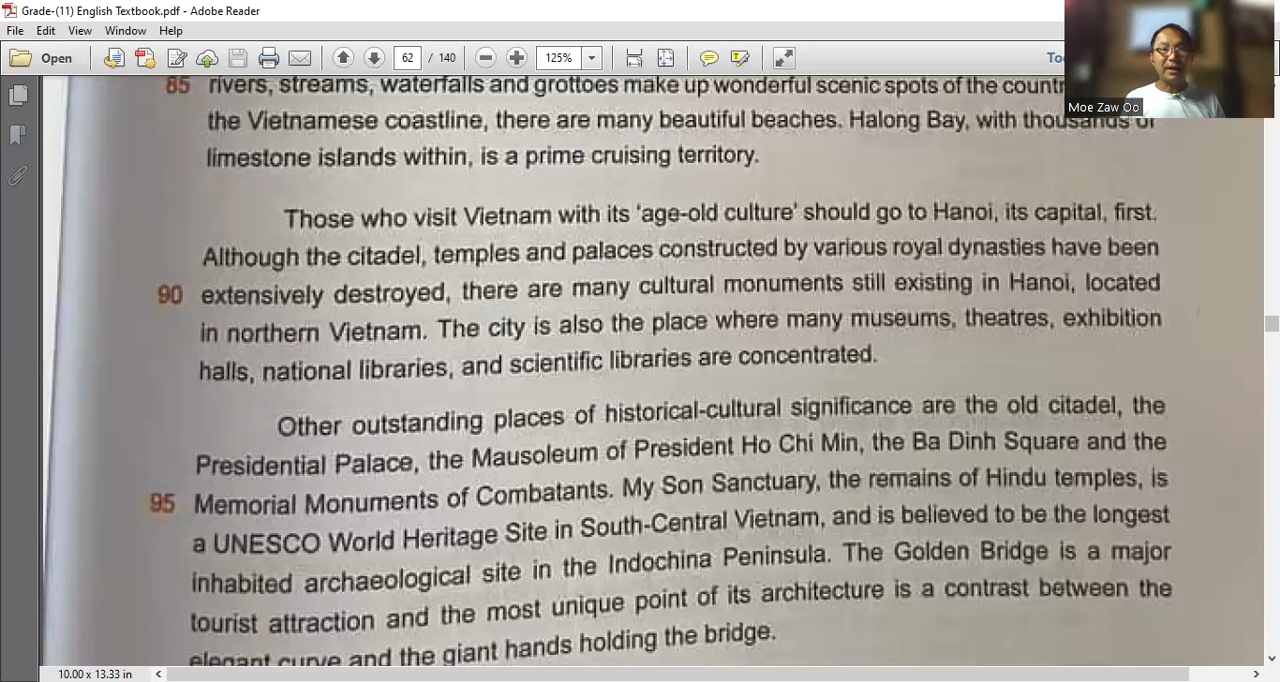 Grade-(11) English Textbook.pdf - Adobe Reader
File Edit View Window Help
Open 62 / 140 125%
Moe Zaw Oo
85 rivers, streams, waterfalls and grottoes make up wonderful scenic spots of the
the Vietnamese coastline, there are many beautiful beaches. Halong Bay, with thousands of
limestone islands within, is a prime cruising territory.
Those who visit Vietnam with its 'age-old culture' should go to Hanoi, its capital, first.
Although the citadel, temples and palaces constructed by various royal dynasties have been
90 extensively destroyed, there are many cultural monuments still existing in Hanoi, located
in northern Vietnam. The city is also the place where many museums, theatres, exhibition
halls, national libraries, and scientific libraries are concentrated.
Other outstanding places of historical-cultural significance are the old citadel, the
Presidential Palace, the Mausoleum of President Ho Chi Min, the Ba Dinh Square and the
95 Memorial Monuments of Combatants. My Son Sanctuary, the remains of Hindu temples, is
a UNESCO World Heritage Site in South-Central Vietnam, and is believed to be the longest
inhabited archaeological site in the Indochina Peninsula. The Golden Bridge is a major
tourist attraction and the most unique point of its architecture is a contrast between the
elegant curve and the giant hands holding the bridge.
10.00 x 13.33 in